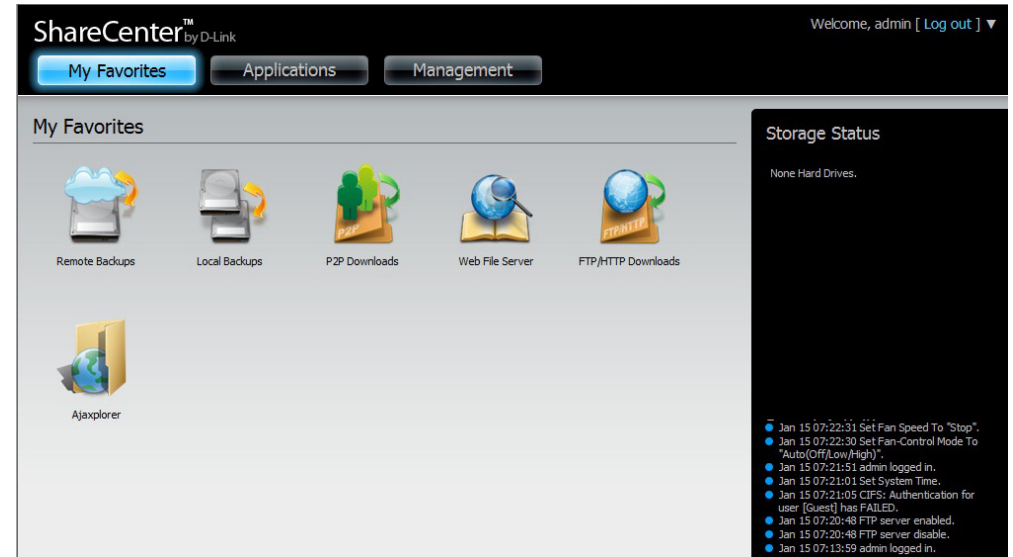 ShareCenter™ by D-Link
Welcome, admin [ Log out ] ▼
My Favorites Applications Management
My Favorites
Remote Backups Local Backups P2P Downloads Web File Server FTP/HTTP Downloads
P2P
FTP/HTTP
Ajaxplorer
Storage Status
None Hard Drives.
Jan 15 07:22:31 Set Fan Speed To "Stop".
Jan 15 07:22:30 Set Fan-Control Mode To
"Auto(Off/Low/High)".
Jan 15 07:21:51 admin logged in.
Jan 15 07:21:01 Set System Time.
Jan 15 07:21:05 CIFS: Authentication for
user [Guest] has FAILED.
Jan 15 07:20:48 FTP server enabled.
Jan 15 07:20:48 FTP server disable.
Jan 15 07:13:59 admin logged in.